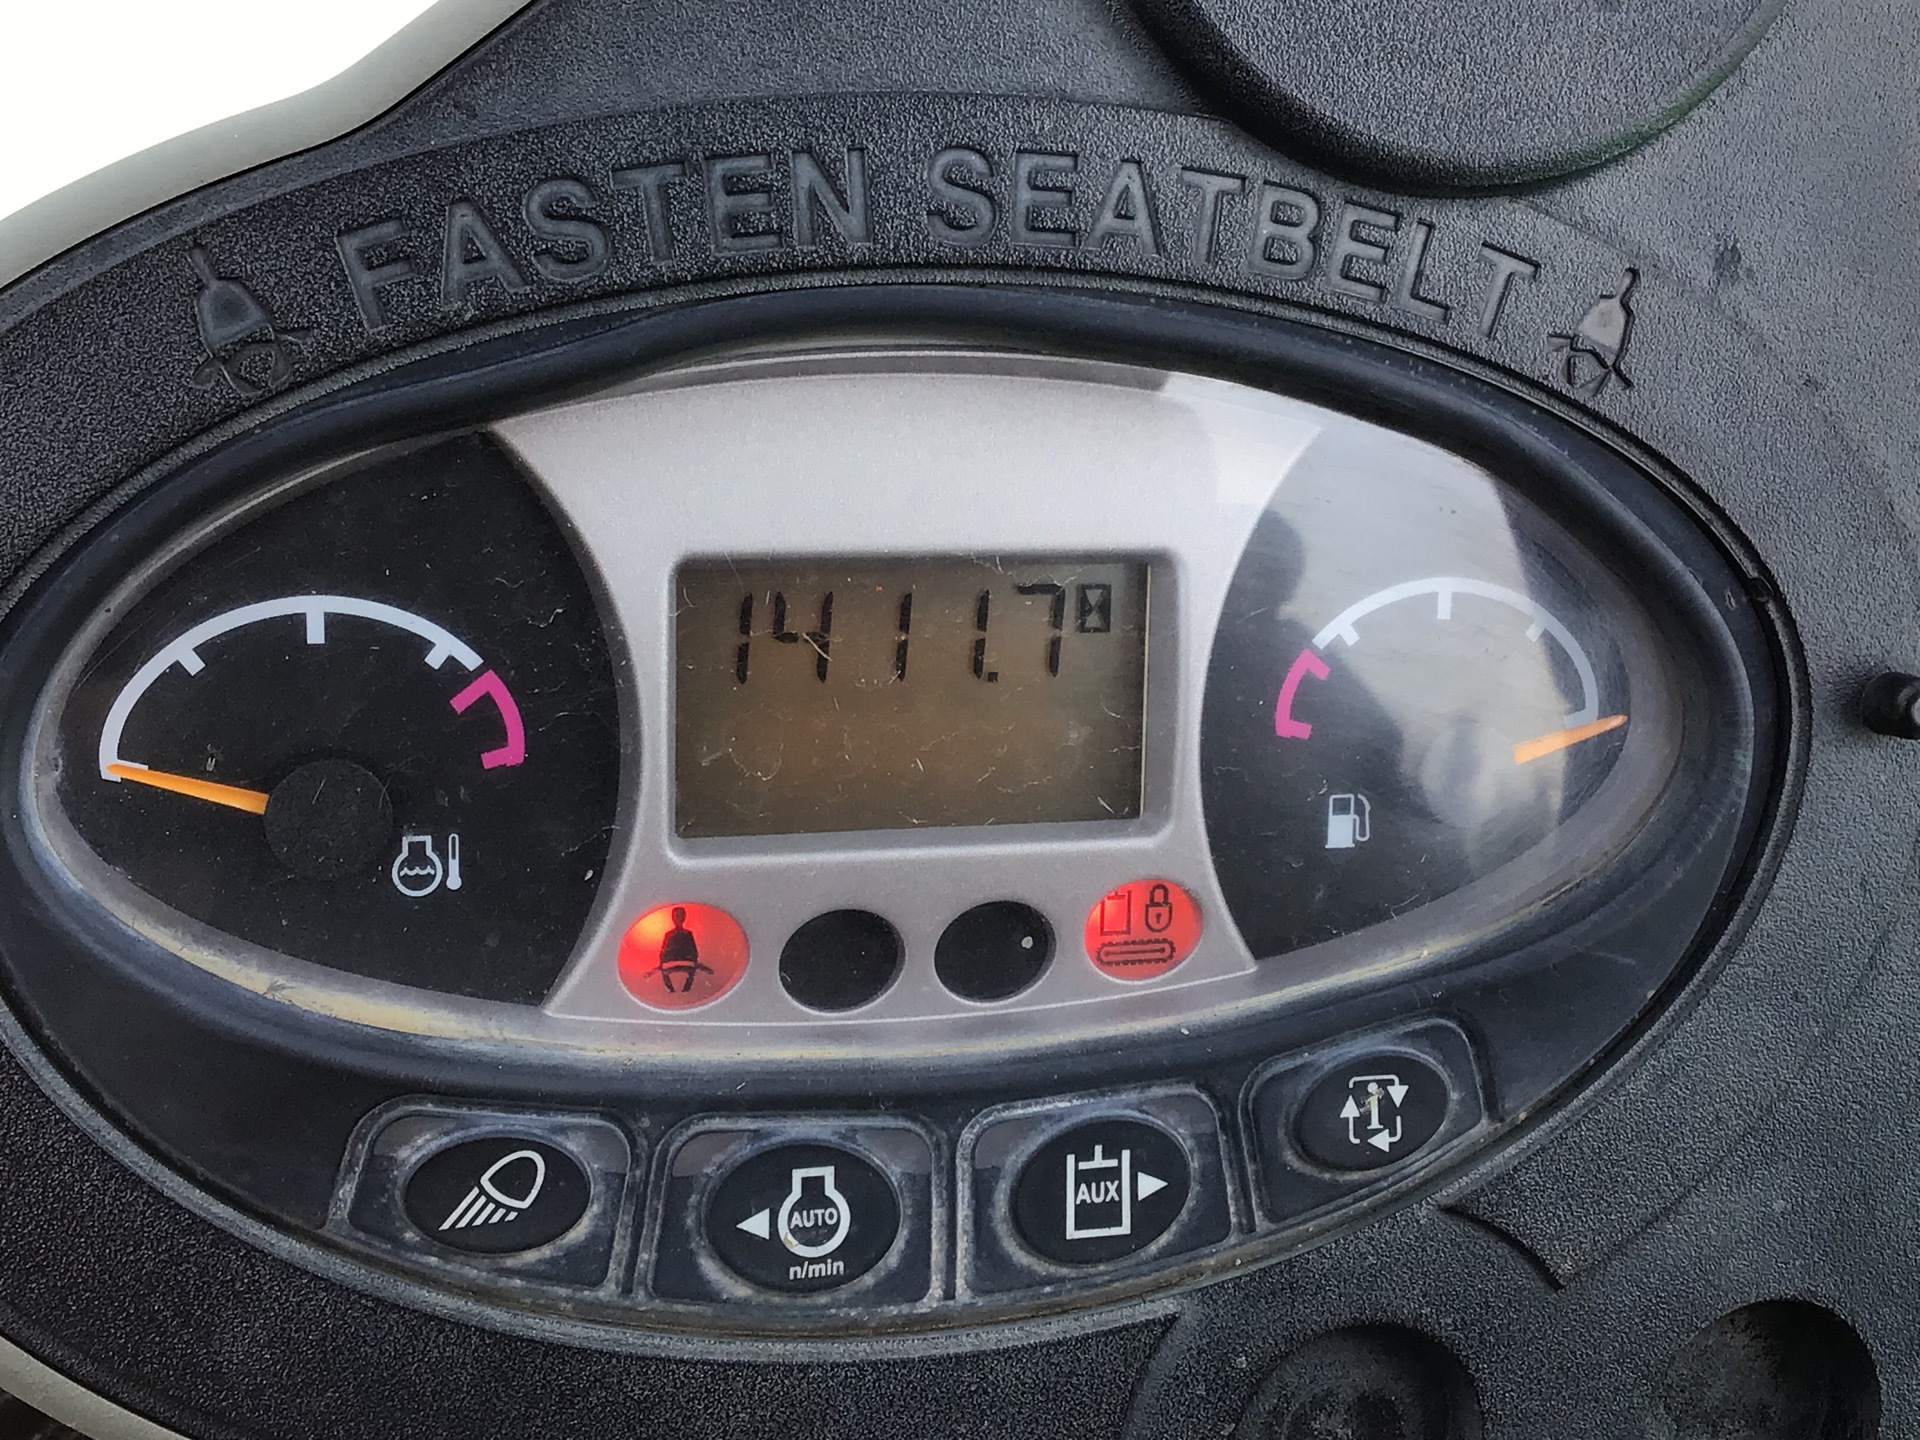 FASTEN SEATBELT
1411.7
AUTO
n/min
AUX